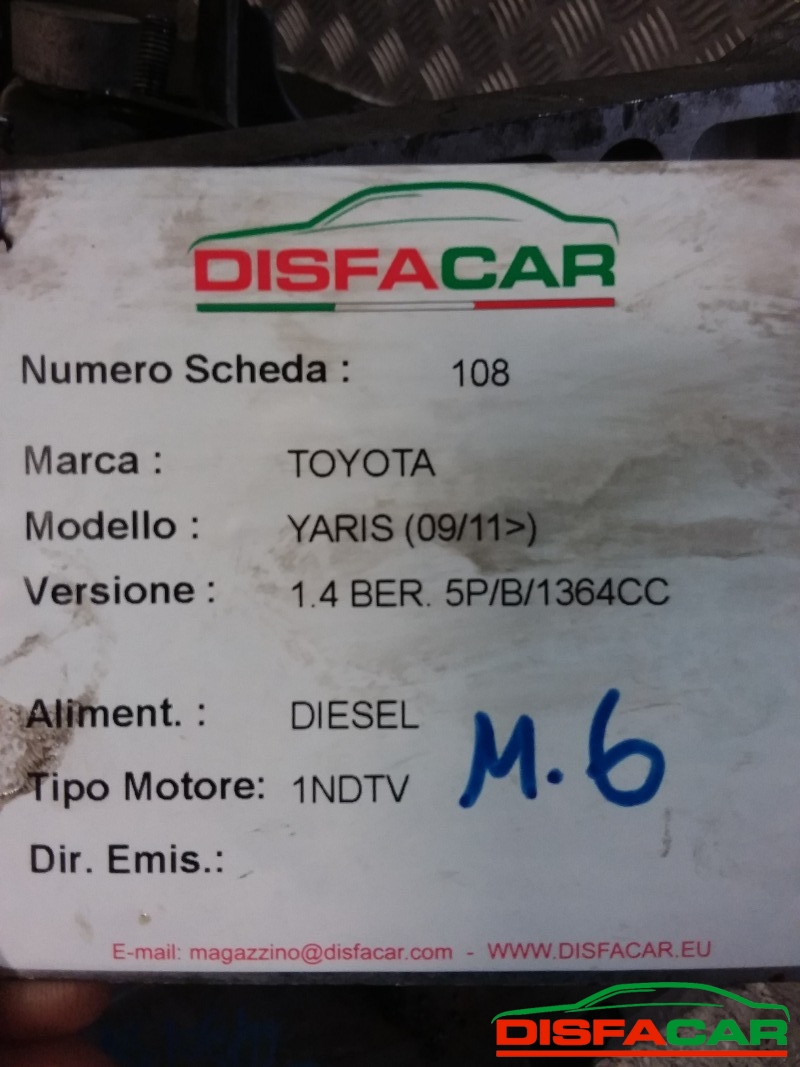 DISFACAR
Numero Scheda : 108
Marca : TOYOTA
Modello : YARIS (09/11>)
Versione : 1.4 BER. 5P/B/1364CC
Aliment. : DIESEL
M.6
Tipo Motore: 1NDTV
Dir. Emis.:
E-mail: magazzino@disfacar.com - WWW.DISFACAR.EU
DISFACAR